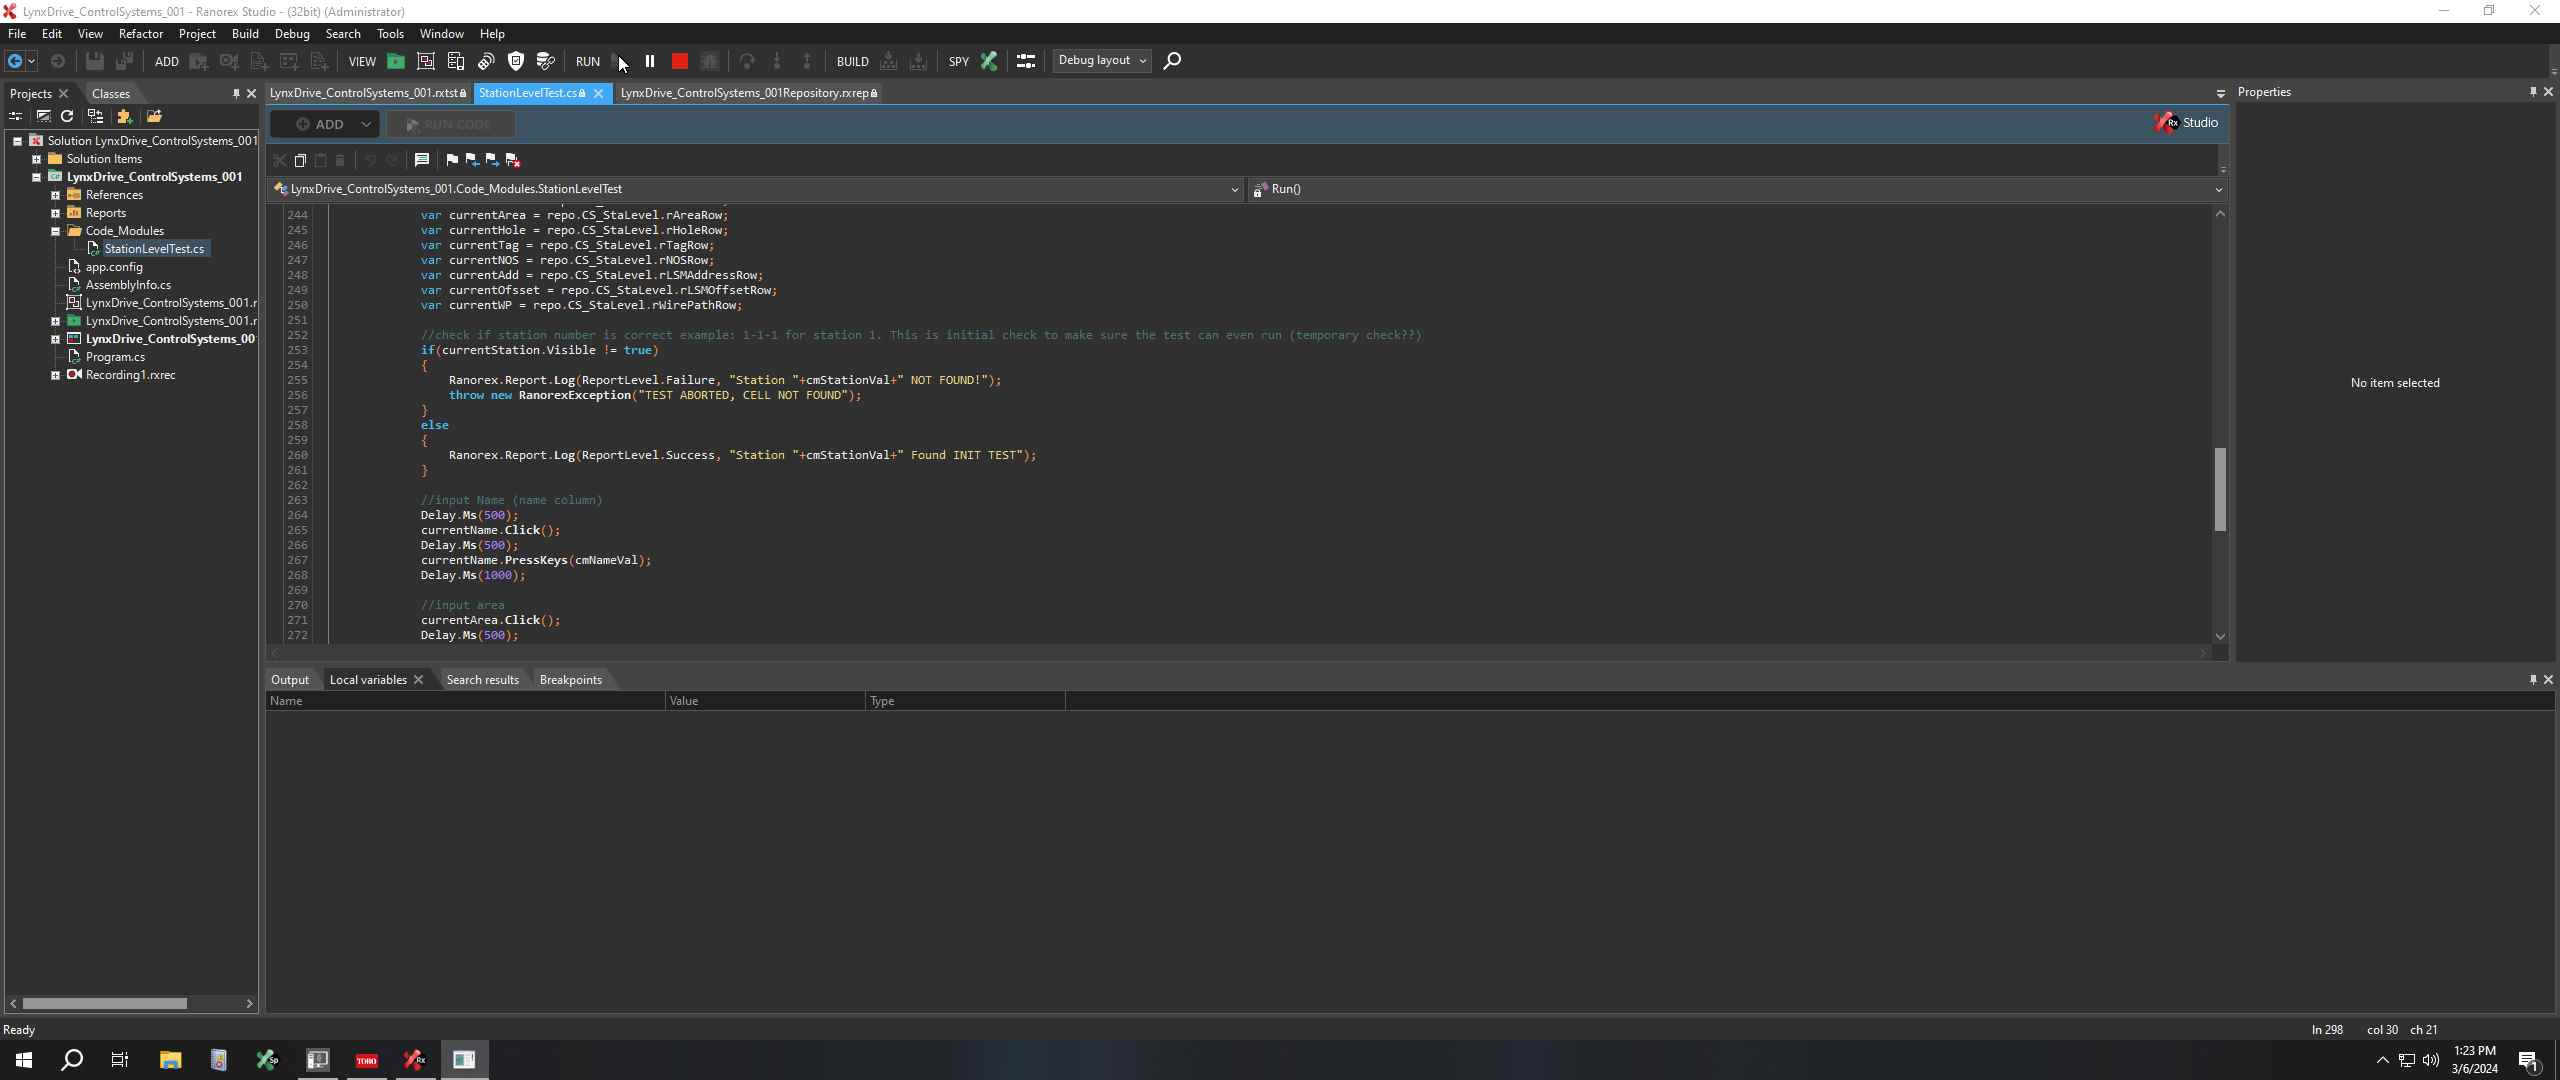 LynxDrive_ControlSystems_001 - Ranorex Studio - (32bit) (Administrator)
File Edit View Refactor Project Build Debug Search Tools Window Help
ADD VIEW RUN BUILD SPY Debug layout
Projects Classes
LynxDrive_ControlSystems_001.rxtst StationLevelTest.cs LynxDrive_ControlSystems_001Repository.rxrep
Properties
ADD RUN CODE
Rx Studio
Solution LynxDrive_ControlSystems_001
Solution Items
LynxDrive_ControlSystems_001
References
Reports
Code_Modules
StationLevelTest.cs
app.config
AssemblyInfo.cs
LynxDrive_ControlSystems_001.r
LynxDrive_ControlSystems_001.r
LynxDrive_ControlSystems_00
Program.cs
Recording1.rxrec
LynxDrive_ControlSystems_001.Code_Modules.StationLevelTest Run()
244 var currentArea = repo.CS_StaLevel.rAreaRow;
245 var currentHole = repo.CS_StaLevel.rHoleRow;
246 var currentTag = repo.CS_StaLevel.rTagRow;
247 var currentNOS = repo.CS_StaLevel.rNOSRow;
248 var currentAdd = repo.CS_StaLevel.rLSMAddressRow;
249 var currentOfsset = repo.CS_StaLevel.rLSMOffsetRow;
250 var currentWP = repo.CS_StaLevel.rWirePathRow;
251
252 //check if station number is correct example: 1-1-1 for station 1. This is initial check to make sure the test can even run (temporary check??)
253 if(currentStation.Visible != true)
254 {
255 Ranorex.Report.Log(ReportLevel.Failure, "Station "+cmStationVal+" NOT FOUND!");
256 throw new RanorexException("TEST ABORTED, CELL NOT FOUND");
257 }
258 else
259 {
260 Ranorex.Report.Log(ReportLevel.Success, "Station "+cmStationVal+" Found INIT TEST");
261 }
262
263 //input Name (name column)
264 Delay.Ms(500);
265 currentName.Click();
266 Delay.Ms(500);
267 currentName.PressKeys(cmNameVal);
268 Delay.Ms(1000);
269
270 //input area
271 currentArea.Click();
272 Delay.Ms(500);
No item selected
Output Local variables Search results Breakpoints
Name Value Type
Ready
ln 298 col 30 ch 21
Sp TORO Rx
1:23 PM
3/6/2024
1